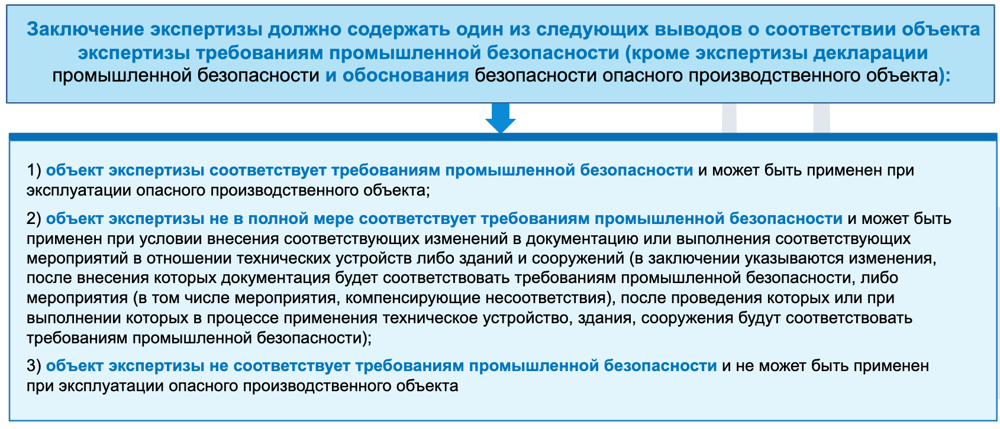 Заключение экспертизы должно содержать один из следующих выводов о соответствии объекта
экспертизы требованиям промышленной безопасности (кроме экспертизы декларации
промышленной безопасности и обоснования безопасности опасного производственного объекта):
1) объект экспертизы соответствует требованиям промышленной безопасности и может быть применен при
эксплуатации опасного производственного объекта;
2) объект экспертизы не в полной мере соответствует требованиям промышленной безопасности и может быть
применен при условии внесения соответствующих изменений в документацию или выполнения соответствующих
мероприятий в отношении технических устройств либо зданий и сооружений (в заключении указываются изменения,
после внесения которых документация будет соответствовать требованиям промышленной безопасности, либо
мероприятия (в том числе мероприятия, компенсирующие несоответствия), после проведения которых или при
выполнении которых в процессе применения техническое устройство, здания, сооружения будут соответствовать
требованиям промышленной безопасности);
3) объект экспертизы не соответствует требованиям промышленной безопасности и не может быть применен
при эксплуатации опасного производственного объекта